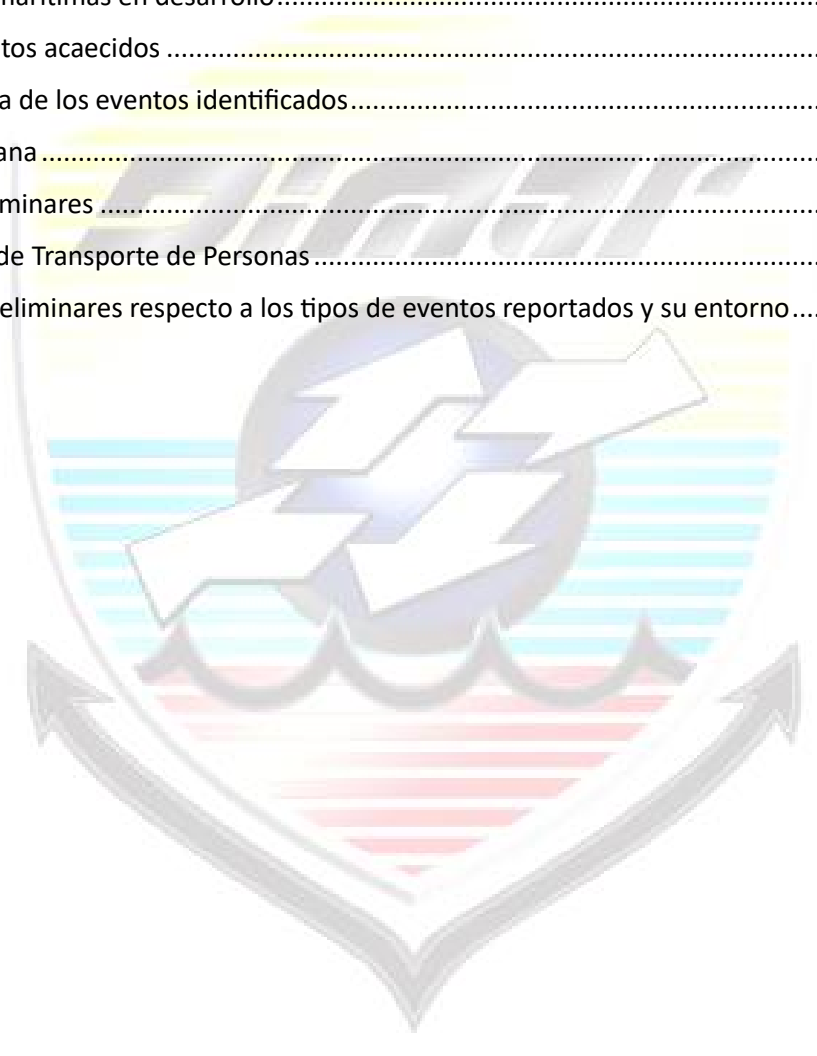 marítimas en desarrollo
tos acaecidos
a de los eventos identificados
ana
minares
Dimar
de Transporte de Personas
eliminares respecto a los tipos de eventos reportados y su entorno